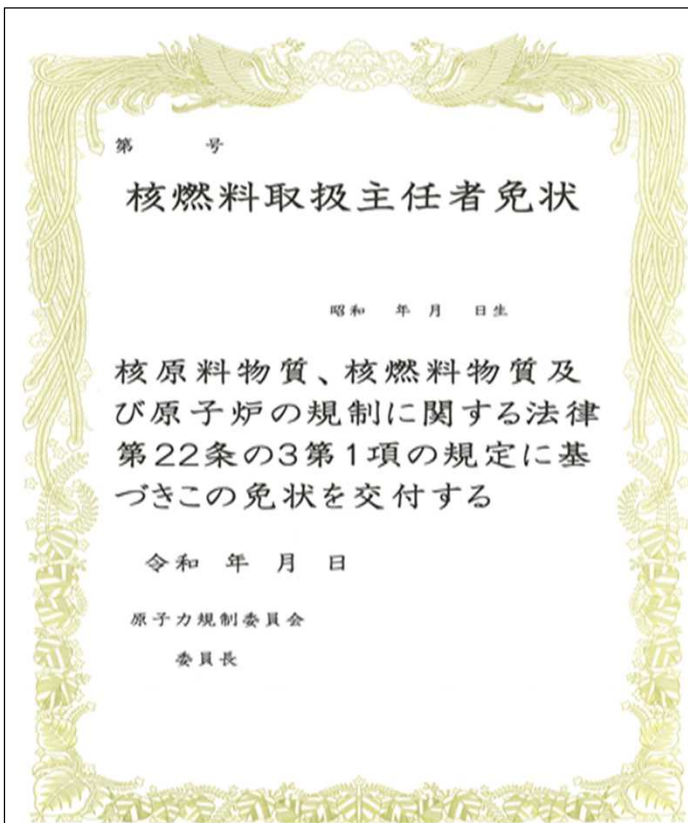 第　　　号
核燃料取扱主任者免状
昭和　年　月　日生
核原料物質、核燃料物質及
び原子炉の規制に関する法律
第22条の3第1項の規定に基
づきこの免状を交付する
令和　年　月　日
原子力規制委員会
委員長